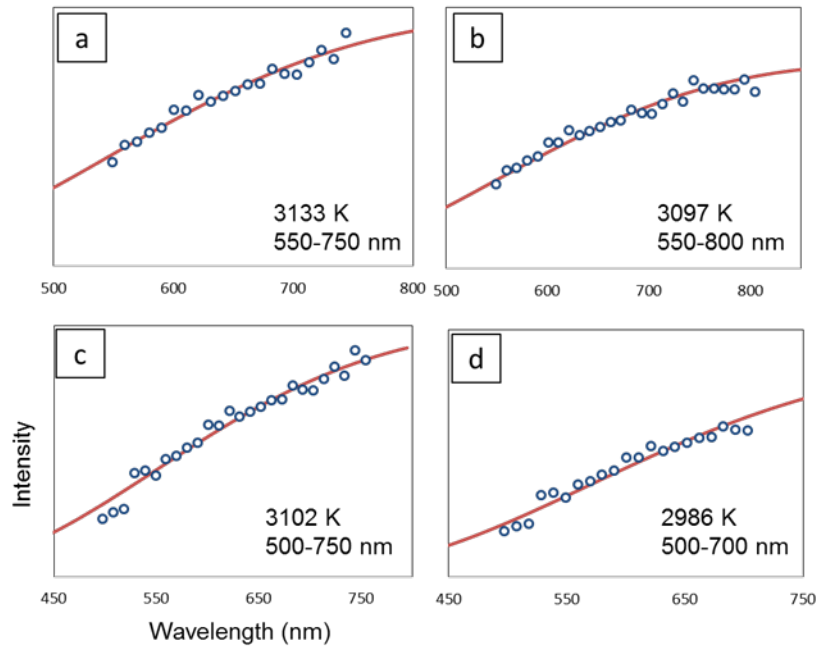 a
3133 K
550-750 nm
500 600 700 800
b
3097 K
550-800 nm
500 600 700 800
c
3102 K
500-750 nm
450 550 650 750
d
2986 K
500-700 nm
450 550 650 750
Intensity
Wavelength (nm)